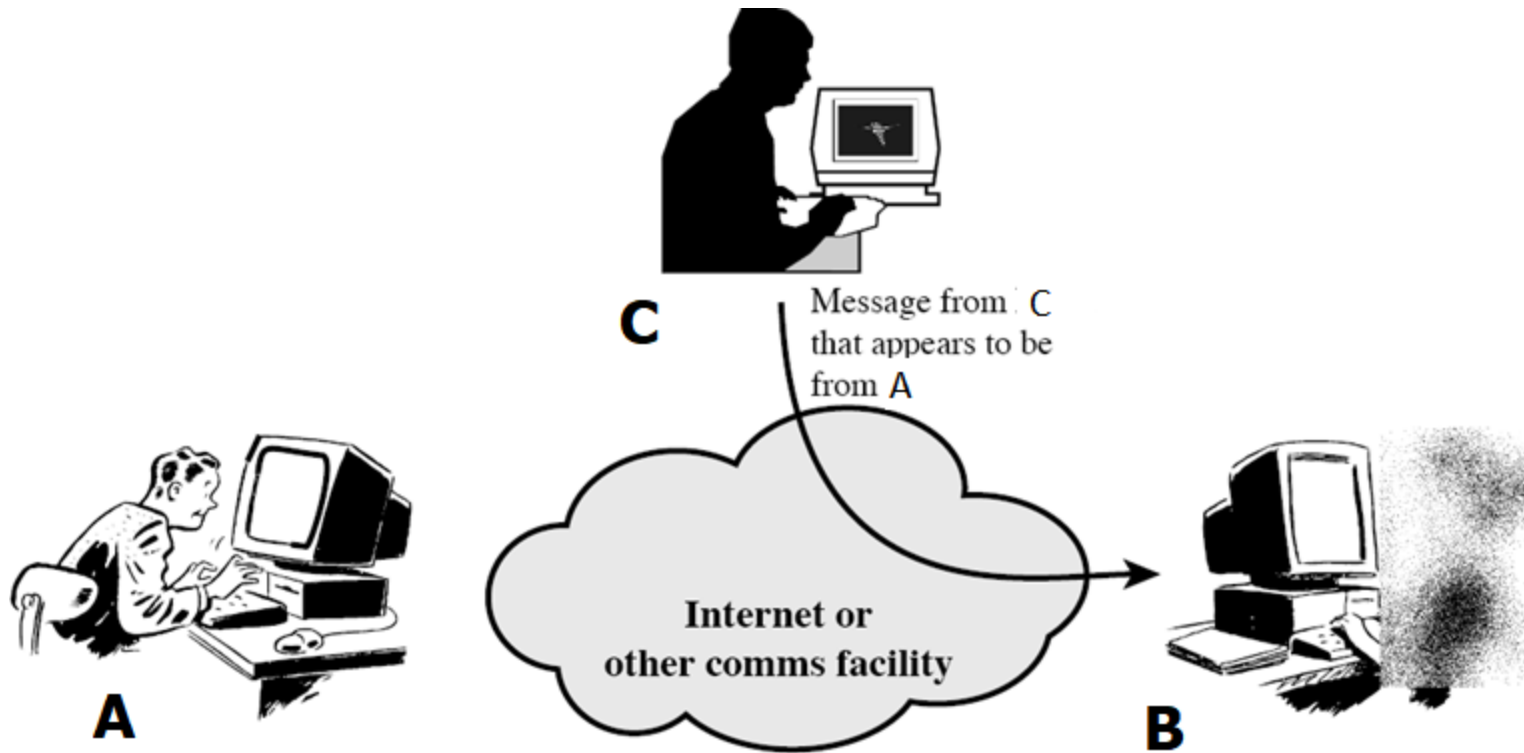 C
Message from C
that appears to be
from A
Internet or
other comms facility
A
B